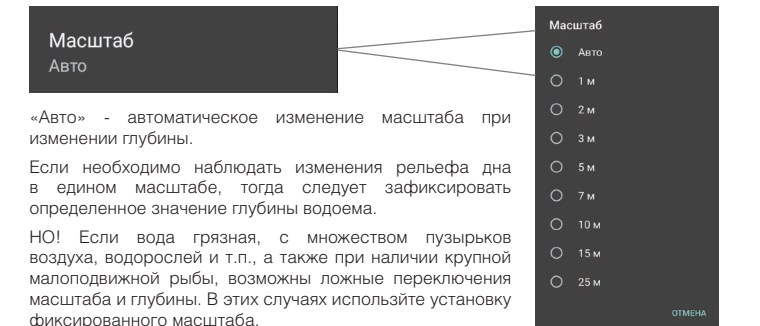 Масштаб
Авто
«Авто» - автоматическое изменение масштаба при
изменении глубины.
Если необходимо наблюдать изменения рельефа дна
в едином масштабе, тогда следует зафиксировать
определенное значение глубины водоема.
НО! Если вода грязная, с множеством пузырьков
воздуха, водорослей и т.п., а также при наличии крупной
малоподвижной рыбы, возможны ложные переключения
масштаба и глубины. В этих случаях использйте установку
фиксированного масштаба.
Масштаб
Авто
1 м
2 м
3 м
5 м
7 м
10 м
15 м
25 м
ОТМЕНА